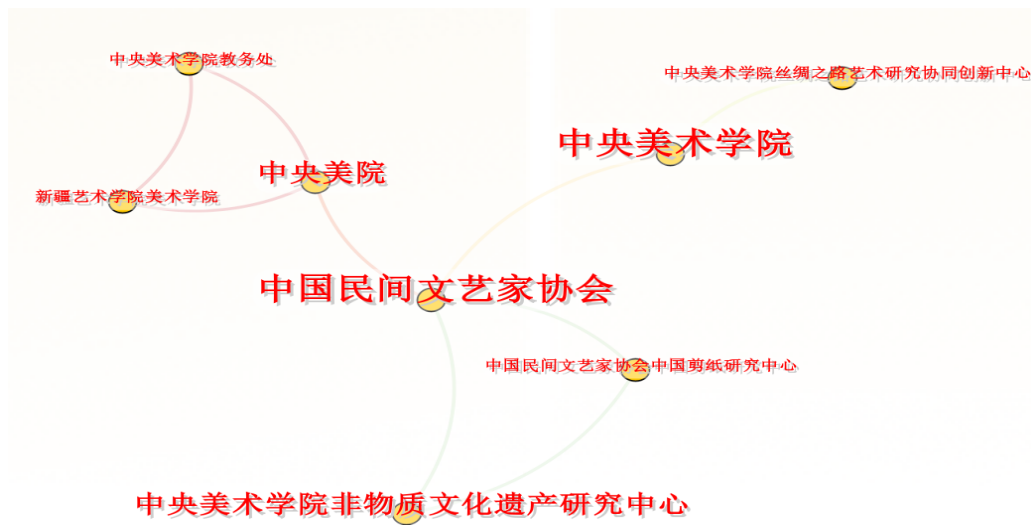 中央美术学院教务处
中央美术学院丝绸之路艺术研究协同创新中心
中央美术学院
中央美院
新疆艺术学院美术学院
中国民间文艺家协会
中国民间文艺家协会中国剪纸研究中心
中央美术学院非物质文化遗产研究中心